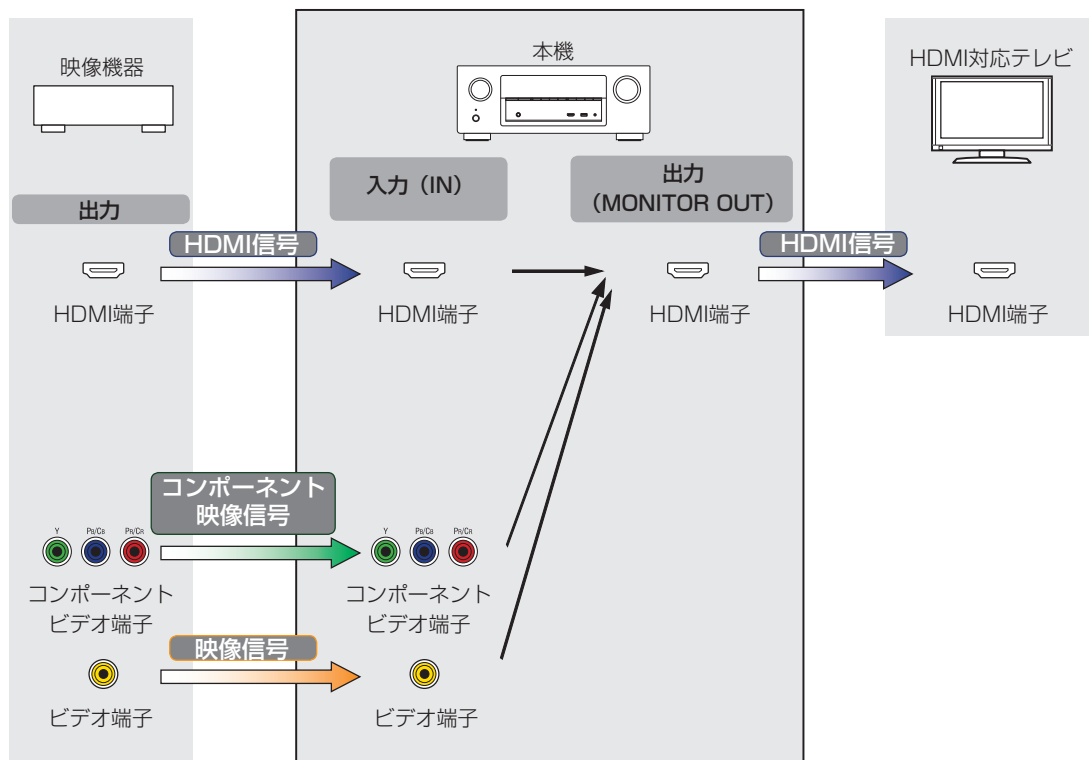 映像機器
本機
HDMI対応テレビ
出力
入力（IN）
出力
（MONITOR OUT）
HDMI信号
HDMI信号
HDMI端子
HDMI端子
HDMI端子
HDMI端子
コンポーネント
映像信号
Y PB/CB PR/CR
Y PB/CB PR/CR
コンポーネント
ビデオ端子
コンポーネント
ビデオ端子
映像信号
ビデオ端子
ビデオ端子